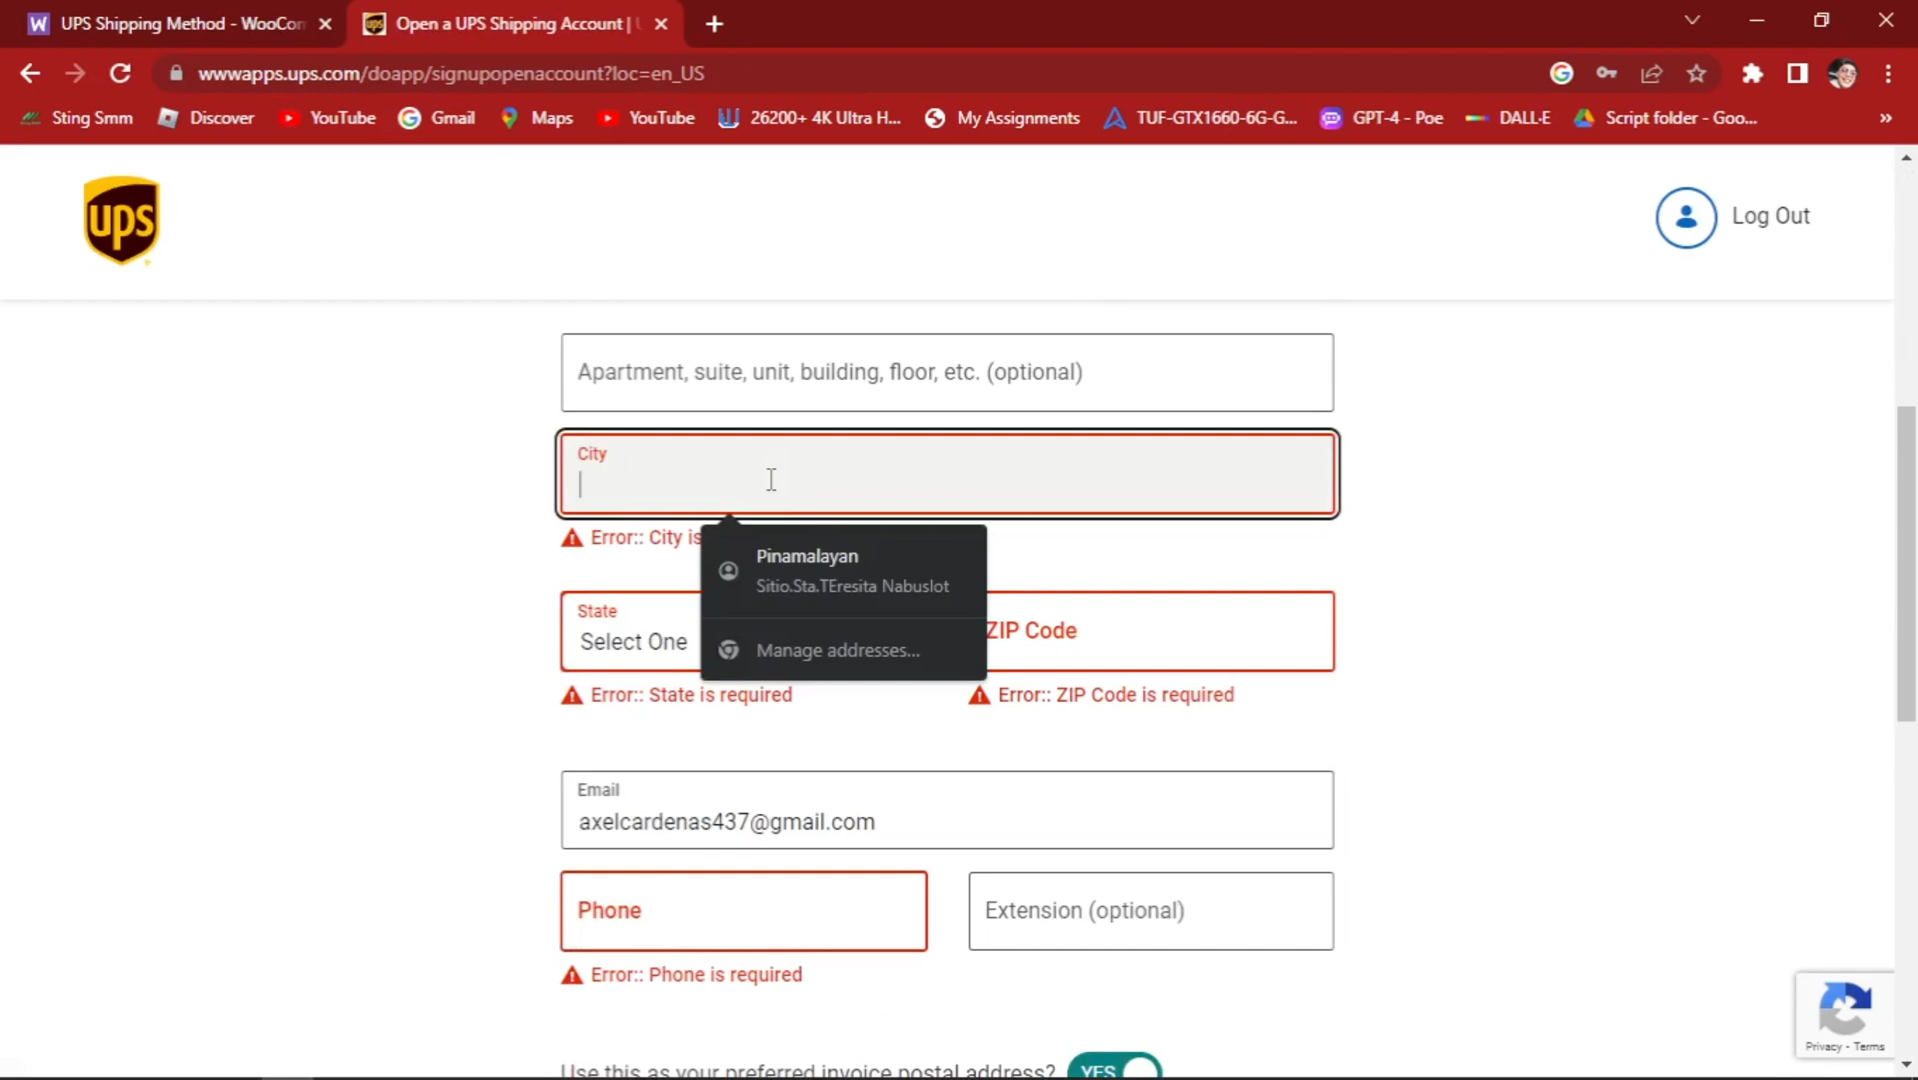 UPS Shipping Method - WooCom
Open a UPS Shipping Account |
wwwapps.ups.com/doapp/signupopenaccount?loc=en_US
Sting Smm
Discover
YouTube
Gmail
Maps
YouTube
26200+ 4K Ultra H...
My Assignments
TUF-GTX1660-6G-G...
GPT-4 - Poe
DALL·E
Script folder - Goo...
ups
Log Out
Apartment, suite, unit, building, floor, etc. (optional)
City
Error:: City is
Pinamalayan
Sitio.Sta.TEresita Nabuslot
Manage addresses...
State
Select One
ZIP Code
Error:: State is required
Error:: ZIP Code is required
Email
axelcardenas437@gmail.com
Phone
Extension (optional)
Error:: Phone is required
Use this as your preferred invoice postal address?
YES
Privacy - Terms